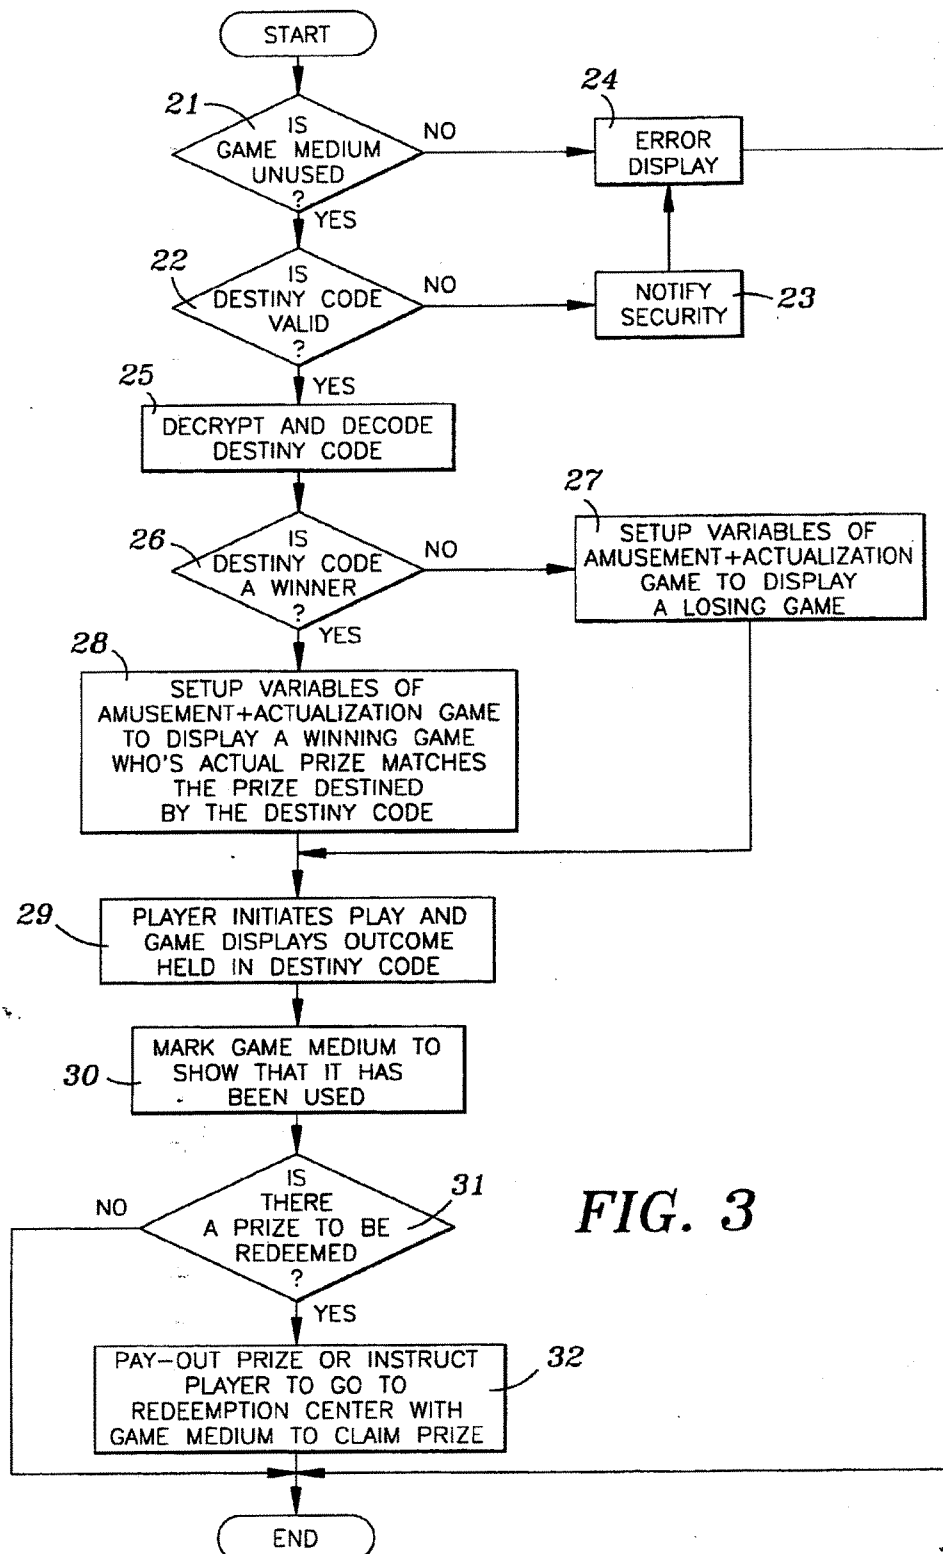 START
21
IS
GAME MEDIUM
UNUSED
?
NO
YES
24
ERROR
DISPLAY
22
IS
DESTINY CODE
VALID
?
NO
YES
NOTIFY
SECURITY
23
25
DECRYPT AND DECODE
DESTINY CODE
26
IS
DESTINY CODE
A WINNER
?
NO
YES
27
SETUP VARIABLES OF
AMUSEMENT+ACTUALIZATION
GAME TO DISPLAY
A LOSING GAME
28
SETUP VARIABLES OF
AMUSEMENT+ACTUALIZATION GAME
TO DISPLAY A WINNING GAME
WHO'S ACTUAL PRIZE MATCHES
THE PRIZE DESTINED
BY THE DESTINY CODE
29
PLAYER INITIATES PLAY AND
GAME DISPLAYS OUTCOME
HELD IN DESTINY CODE
30
MARK GAME MEDIUM TO
SHOW THAT IT HAS
BEEN USED
31
IS
THERE
A PRIZE TO BE
REDEEMED
?
NO
YES
FIG. 3
32
PAY-OUT PRIZE OR INSTRUCT
PLAYER TO GO TO
REDEEMPTION CENTER WITH
GAME MEDIUM TO CLAIM PRIZE
END